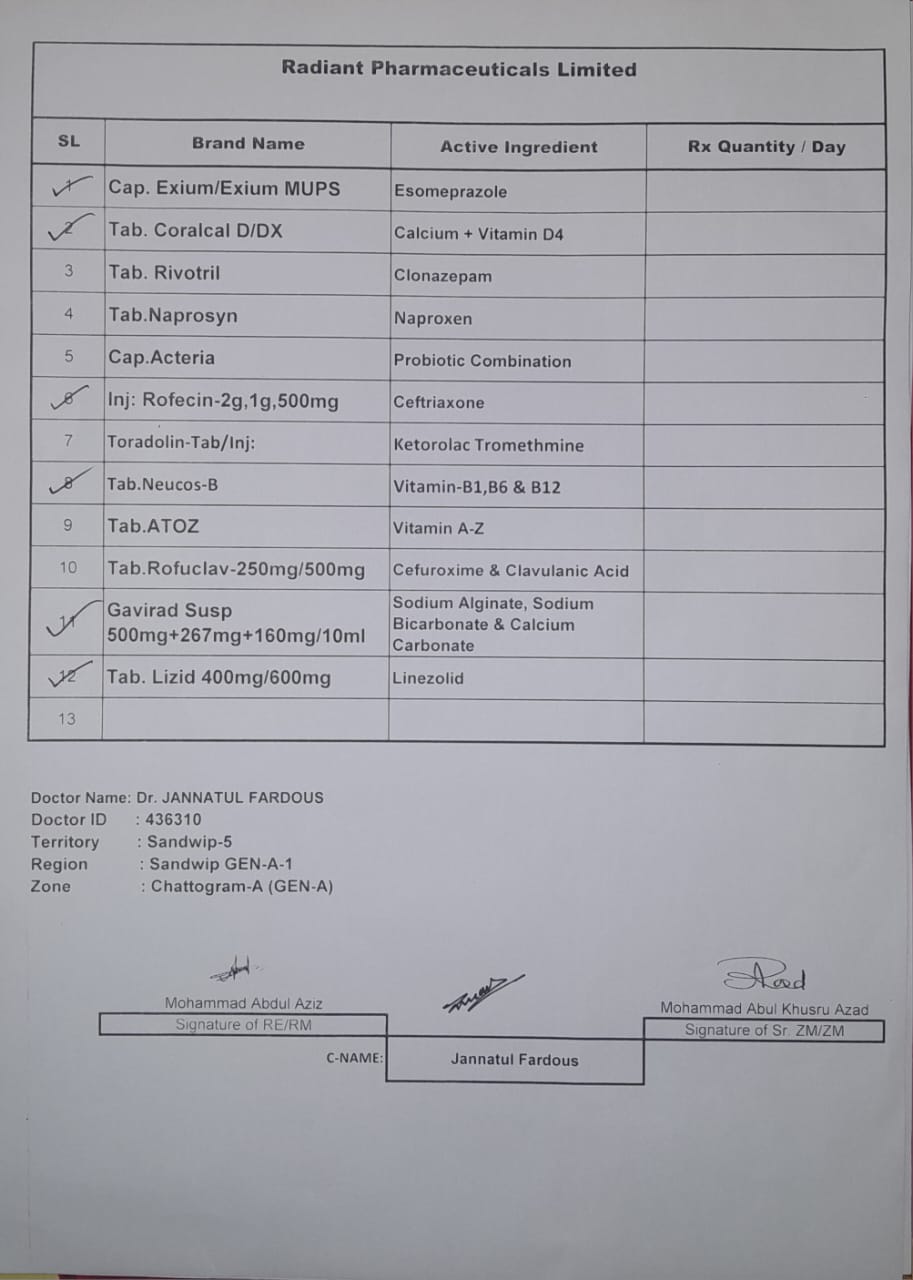 Radiant Pharmaceuticals Limited
SL Brand Name Active Ingredient Rx Quantity / Day
1 Cap. Exium/Exium MUPS Esomeprazole
2 Tab. Coralcal D/DX Calcium + Vitamin D4
3 Tab. Rivotril Clonazepam
4 Tab.Naprosyn Naproxen
5 Cap.Acteria Probiotic Combination
6 Inj: Rofecin-2g,1g,500mg Ceftriaxone
7 Toradolin-Tab/Inj: Ketorolac Tromethmine
8 Tab.Neucos-B Vitamin-B1,B6 & B12
9 Tab.ATOZ Vitamin A-Z
10 Tab.Rofuclav-250mg/500mg Cefuroxime & Clavulanic Acid
11 Gavirad Susp
500mg+267mg+160mg/10ml
Sodium Alginate, Sodium
Bicarbonate & Calcium
Carbonate
12 Tab. Lizid 400mg/600mg Linezolid
13
Doctor Name: Dr. JANNATUL FARDOUS
Doctor ID : 436310
Territory : Sandwip-5
Region : Sandwip GEN-A-1
Zone : Chattogram-A (GEN-A)
Mohammad Abdul Aziz
Signature of RE/RM
Mohammad Abul Khusru Azad
Signature of Sr. ZM/ZM
C-NAME: Jannatul Fardous